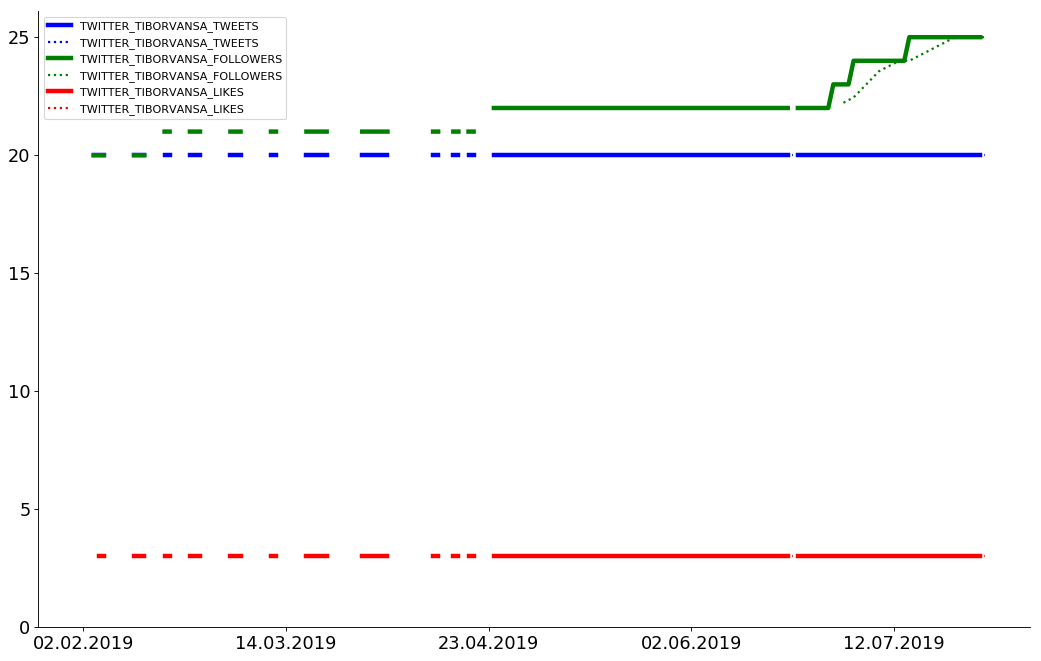 TWITTER_TIBORVANSA_TWEETS
TWITTER_TIBORVANSA_TWEETS
TWITTER_TIBORVANSA_FOLLOWERS
TWITTER_TIBORVANSA_FOLLOWERS
TWITTER_TIBORVANSA_LIKES
TWITTER_TIBORVANSA_LIKES
25
20
15
10
5
0
02.02.2019 14.03.2019 23.04.2019 02.06.2019 12.07.2019